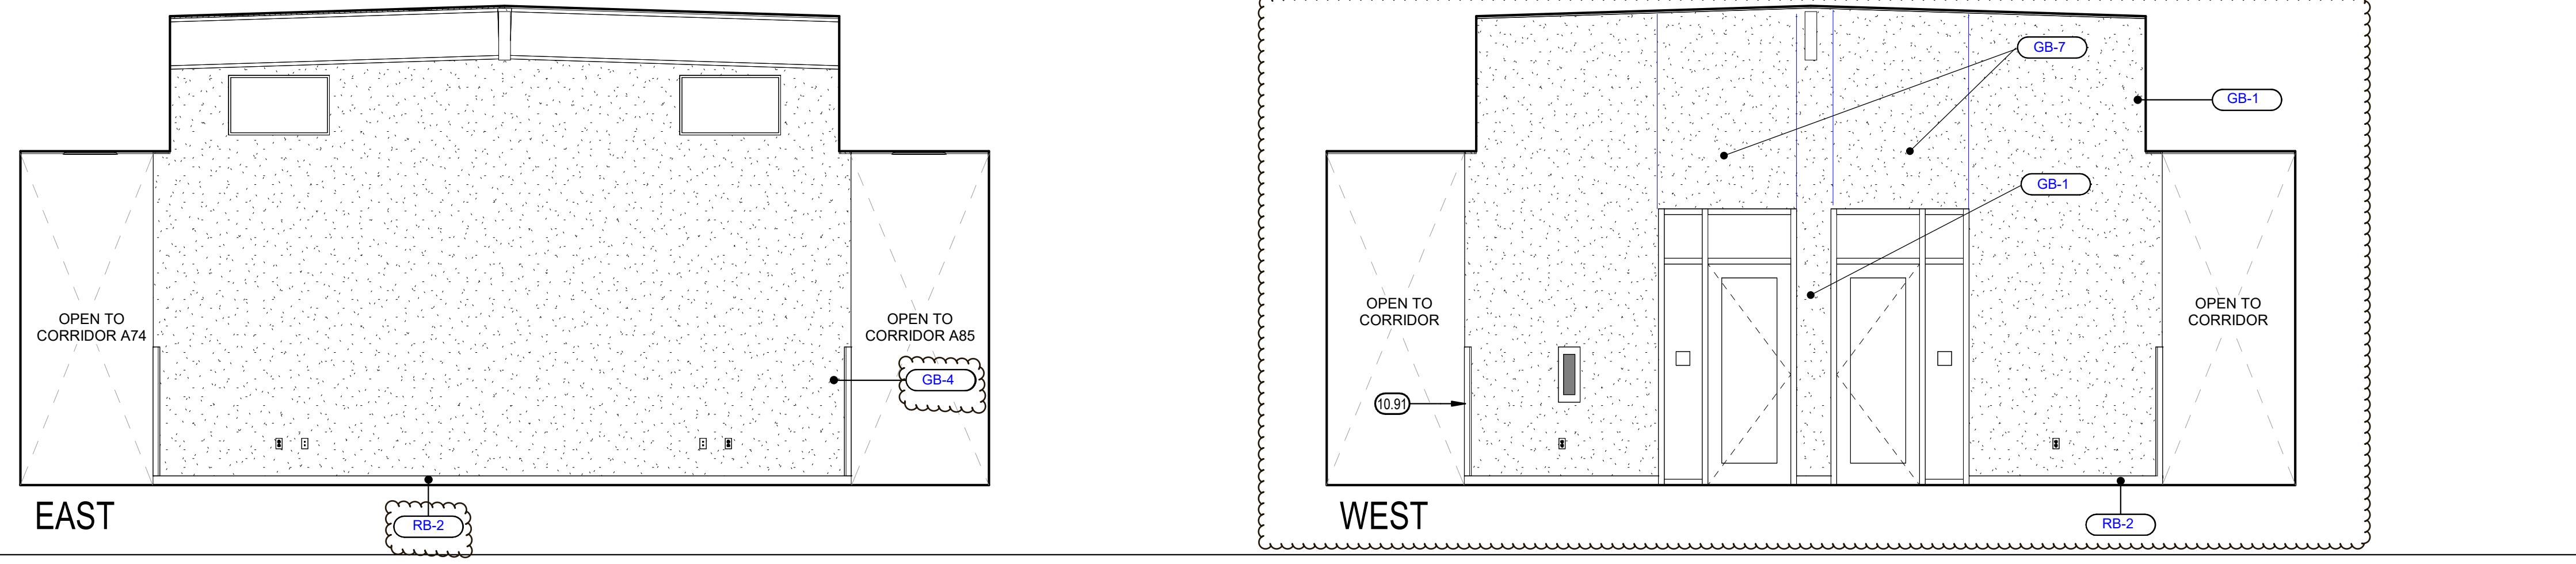 GB-7
GB-1
GB-1
OPEN TO
CORRIDOR A74
OPEN TO
CORRIDOR A85
GB-4
OPEN TO
CORRIDOR
OPEN TO
CORRIDOR
10.91
EAST
RB-2
WEST
RB-2